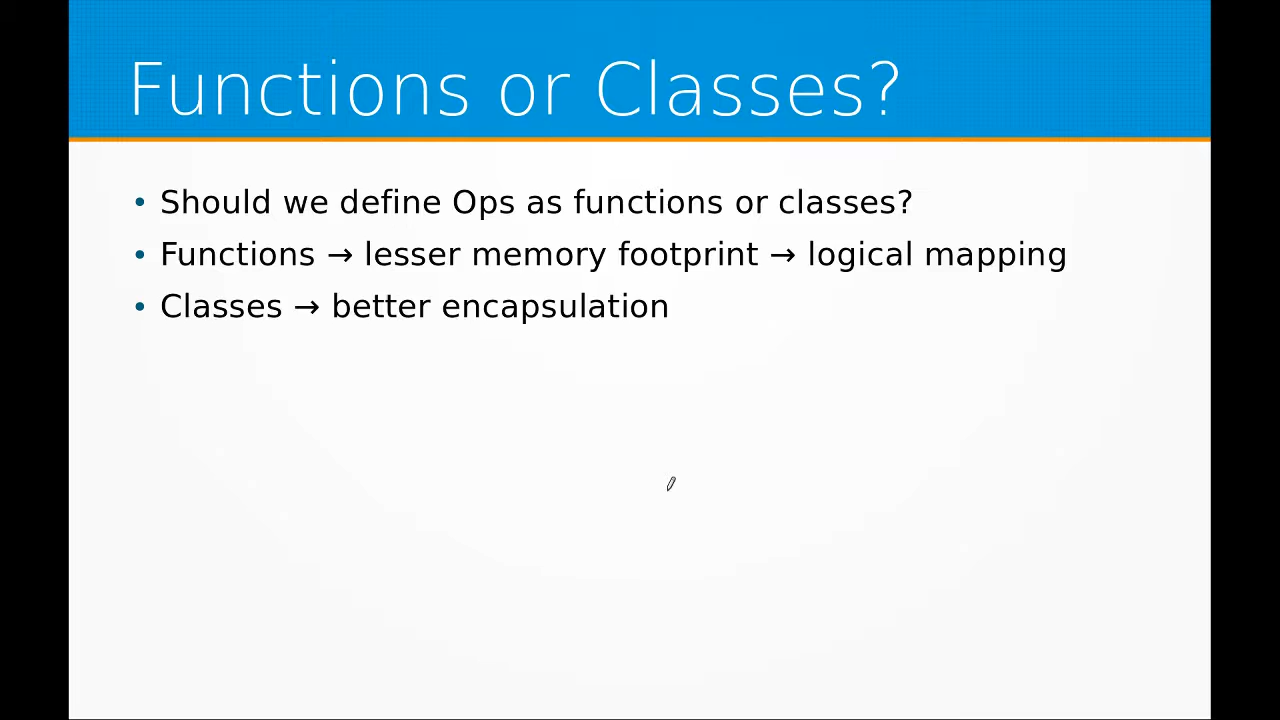 Functions or Classes?
• Should we define Ops as functions or classes?
• Functions → lesser memory footprint → logical mapping
• Classes → better encapsulation